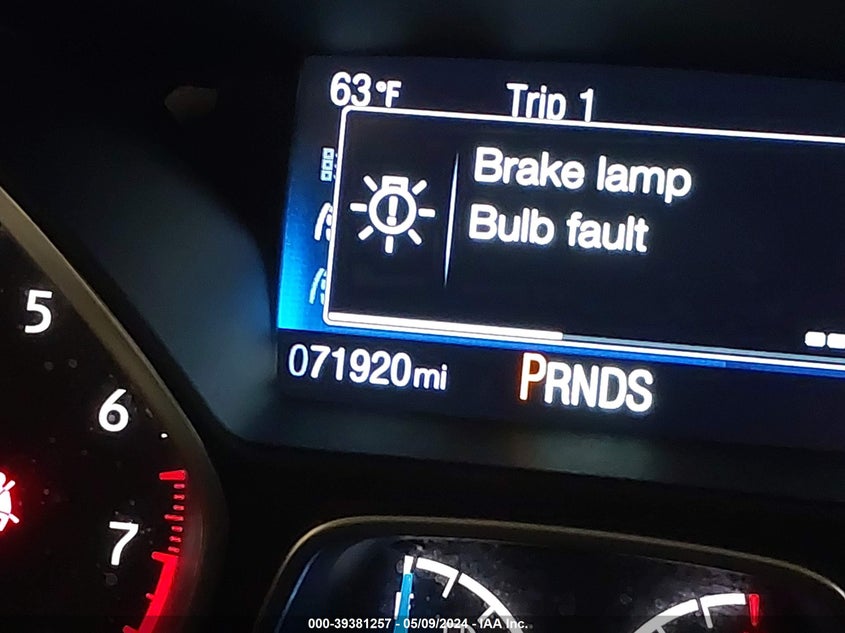 63°F
Trip 1
Brake lamp
Bulb fault
071920mi
PRNDS
5
6
7
000-39381257 - 05/09/2024 - IAA Inc.